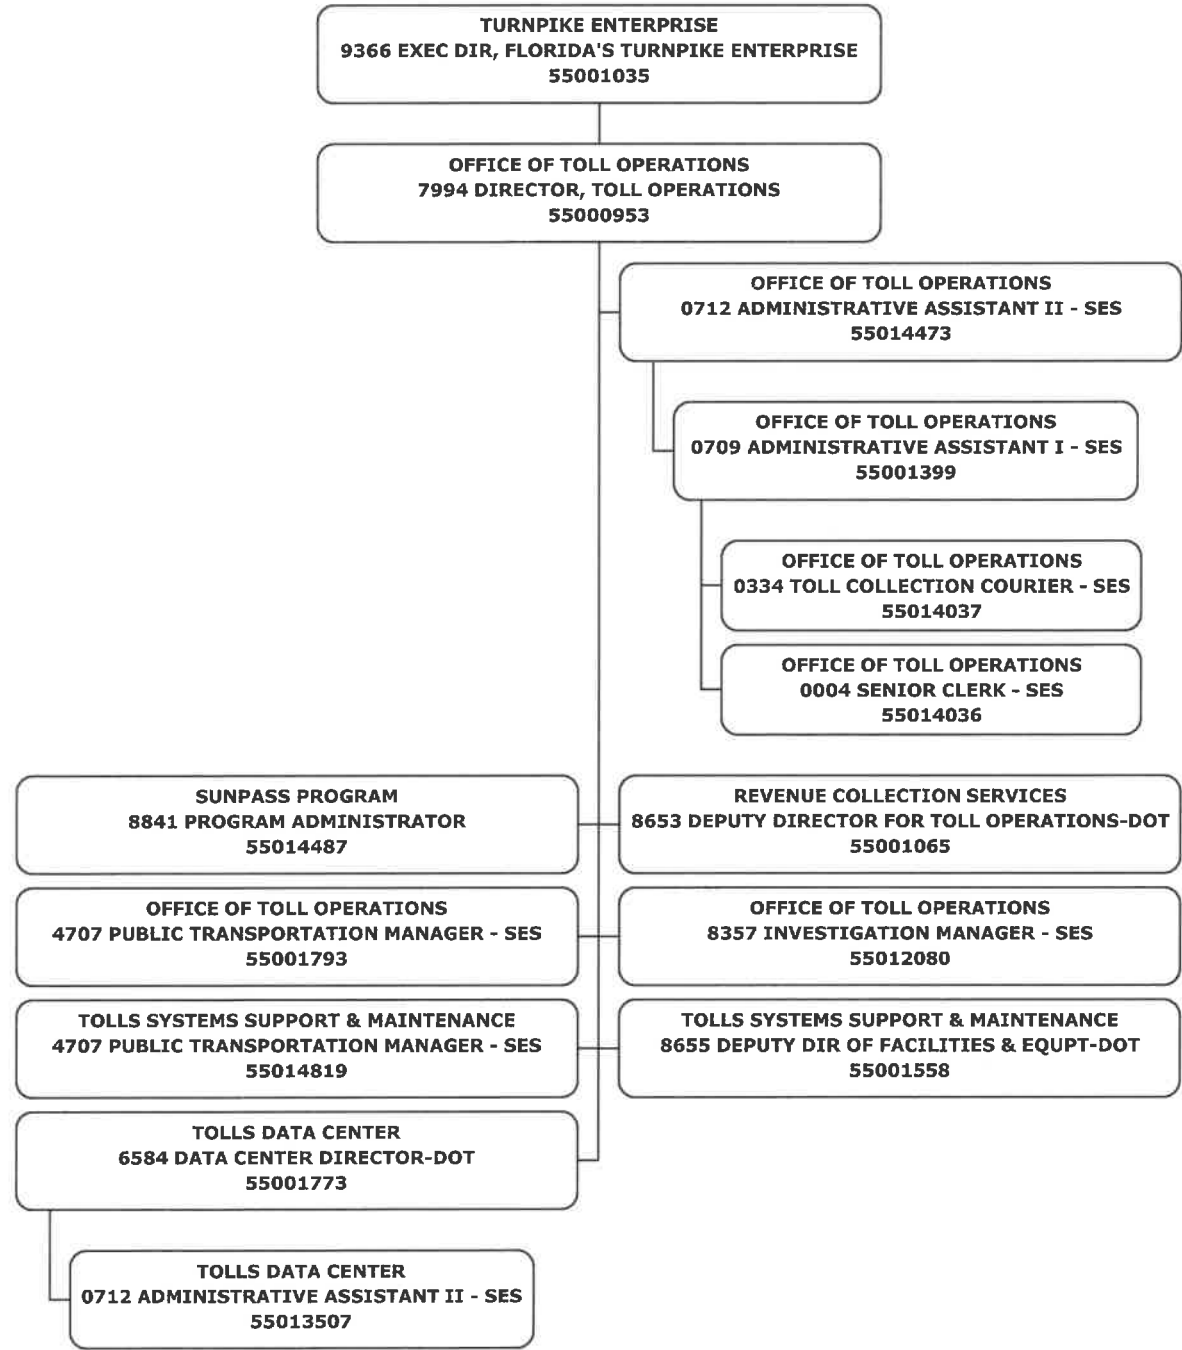 TURNPIKE ENTERPRISE
9366 EXEC DIR, FLORIDA'S TURNPIKE ENTERPRISE
55001035
OFFICE OF TOLL OPERATIONS
7994 DIRECTOR, TOLL OPERATIONS
55000953
OFFICE OF TOLL OPERATIONS
0712 ADMINISTRATIVE ASSISTANT II - SES
55014473
OFFICE OF TOLL OPERATIONS
0709 ADMINISTRATIVE ASSISTANT I - SES
55001399
OFFICE OF TOLL OPERATIONS
0334 TOLL COLLECTION COURIER - SES
55014037
OFFICE OF TOLL OPERATIONS
0004 SENIOR CLERK - SES
55014036
SUNPASS PROGRAM
8841 PROGRAM ADMINISTRATOR
55014487
REVENUE COLLECTION SERVICES
8653 DEPUTY DIRECTOR FOR TOLL OPERATIONS-DOT
55001065
OFFICE OF TOLL OPERATIONS
4707 PUBLIC TRANSPORTATION MANAGER - SES
55001793
OFFICE OF TOLL OPERATIONS
8357 INVESTIGATION MANAGER - SES
55012080
TOLLS SYSTEMS SUPPORT & MAINTENANCE
4707 PUBLIC TRANSPORTATION MANAGER - SES
55014819
TOLLS SYSTEMS SUPPORT & MAINTENANCE
8655 DEPUTY DIR OF FACILITIES & EQUPT-DOT
55001558
TOLLS DATA CENTER
6584 DATA CENTER DIRECTOR-DOT
55001773
TOLLS DATA CENTER
0712 ADMINISTRATIVE ASSISTANT II - SES
55013507